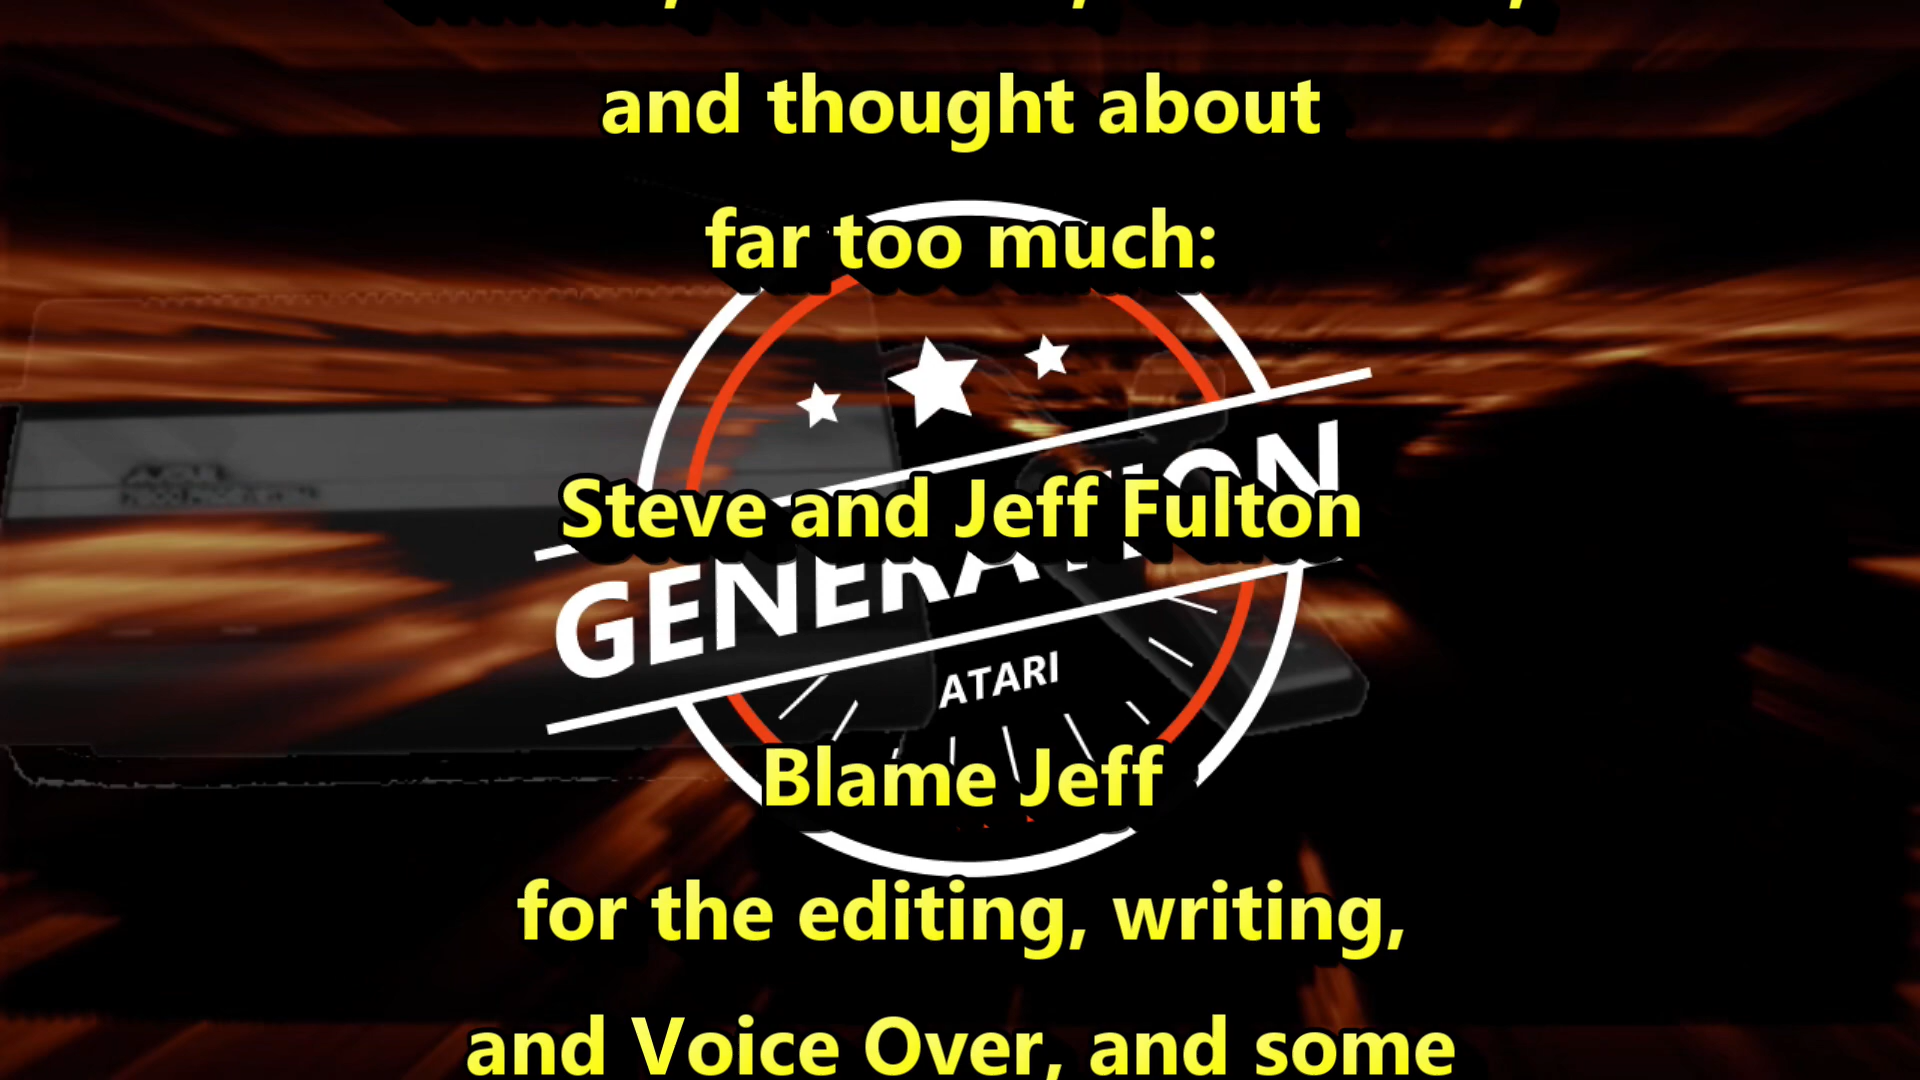 and thought about
far too much:
Steve and Jeff Fulton
GENERATION
ATARI
Blame Jeff
for the editing, writing,
and Voice Over, and some